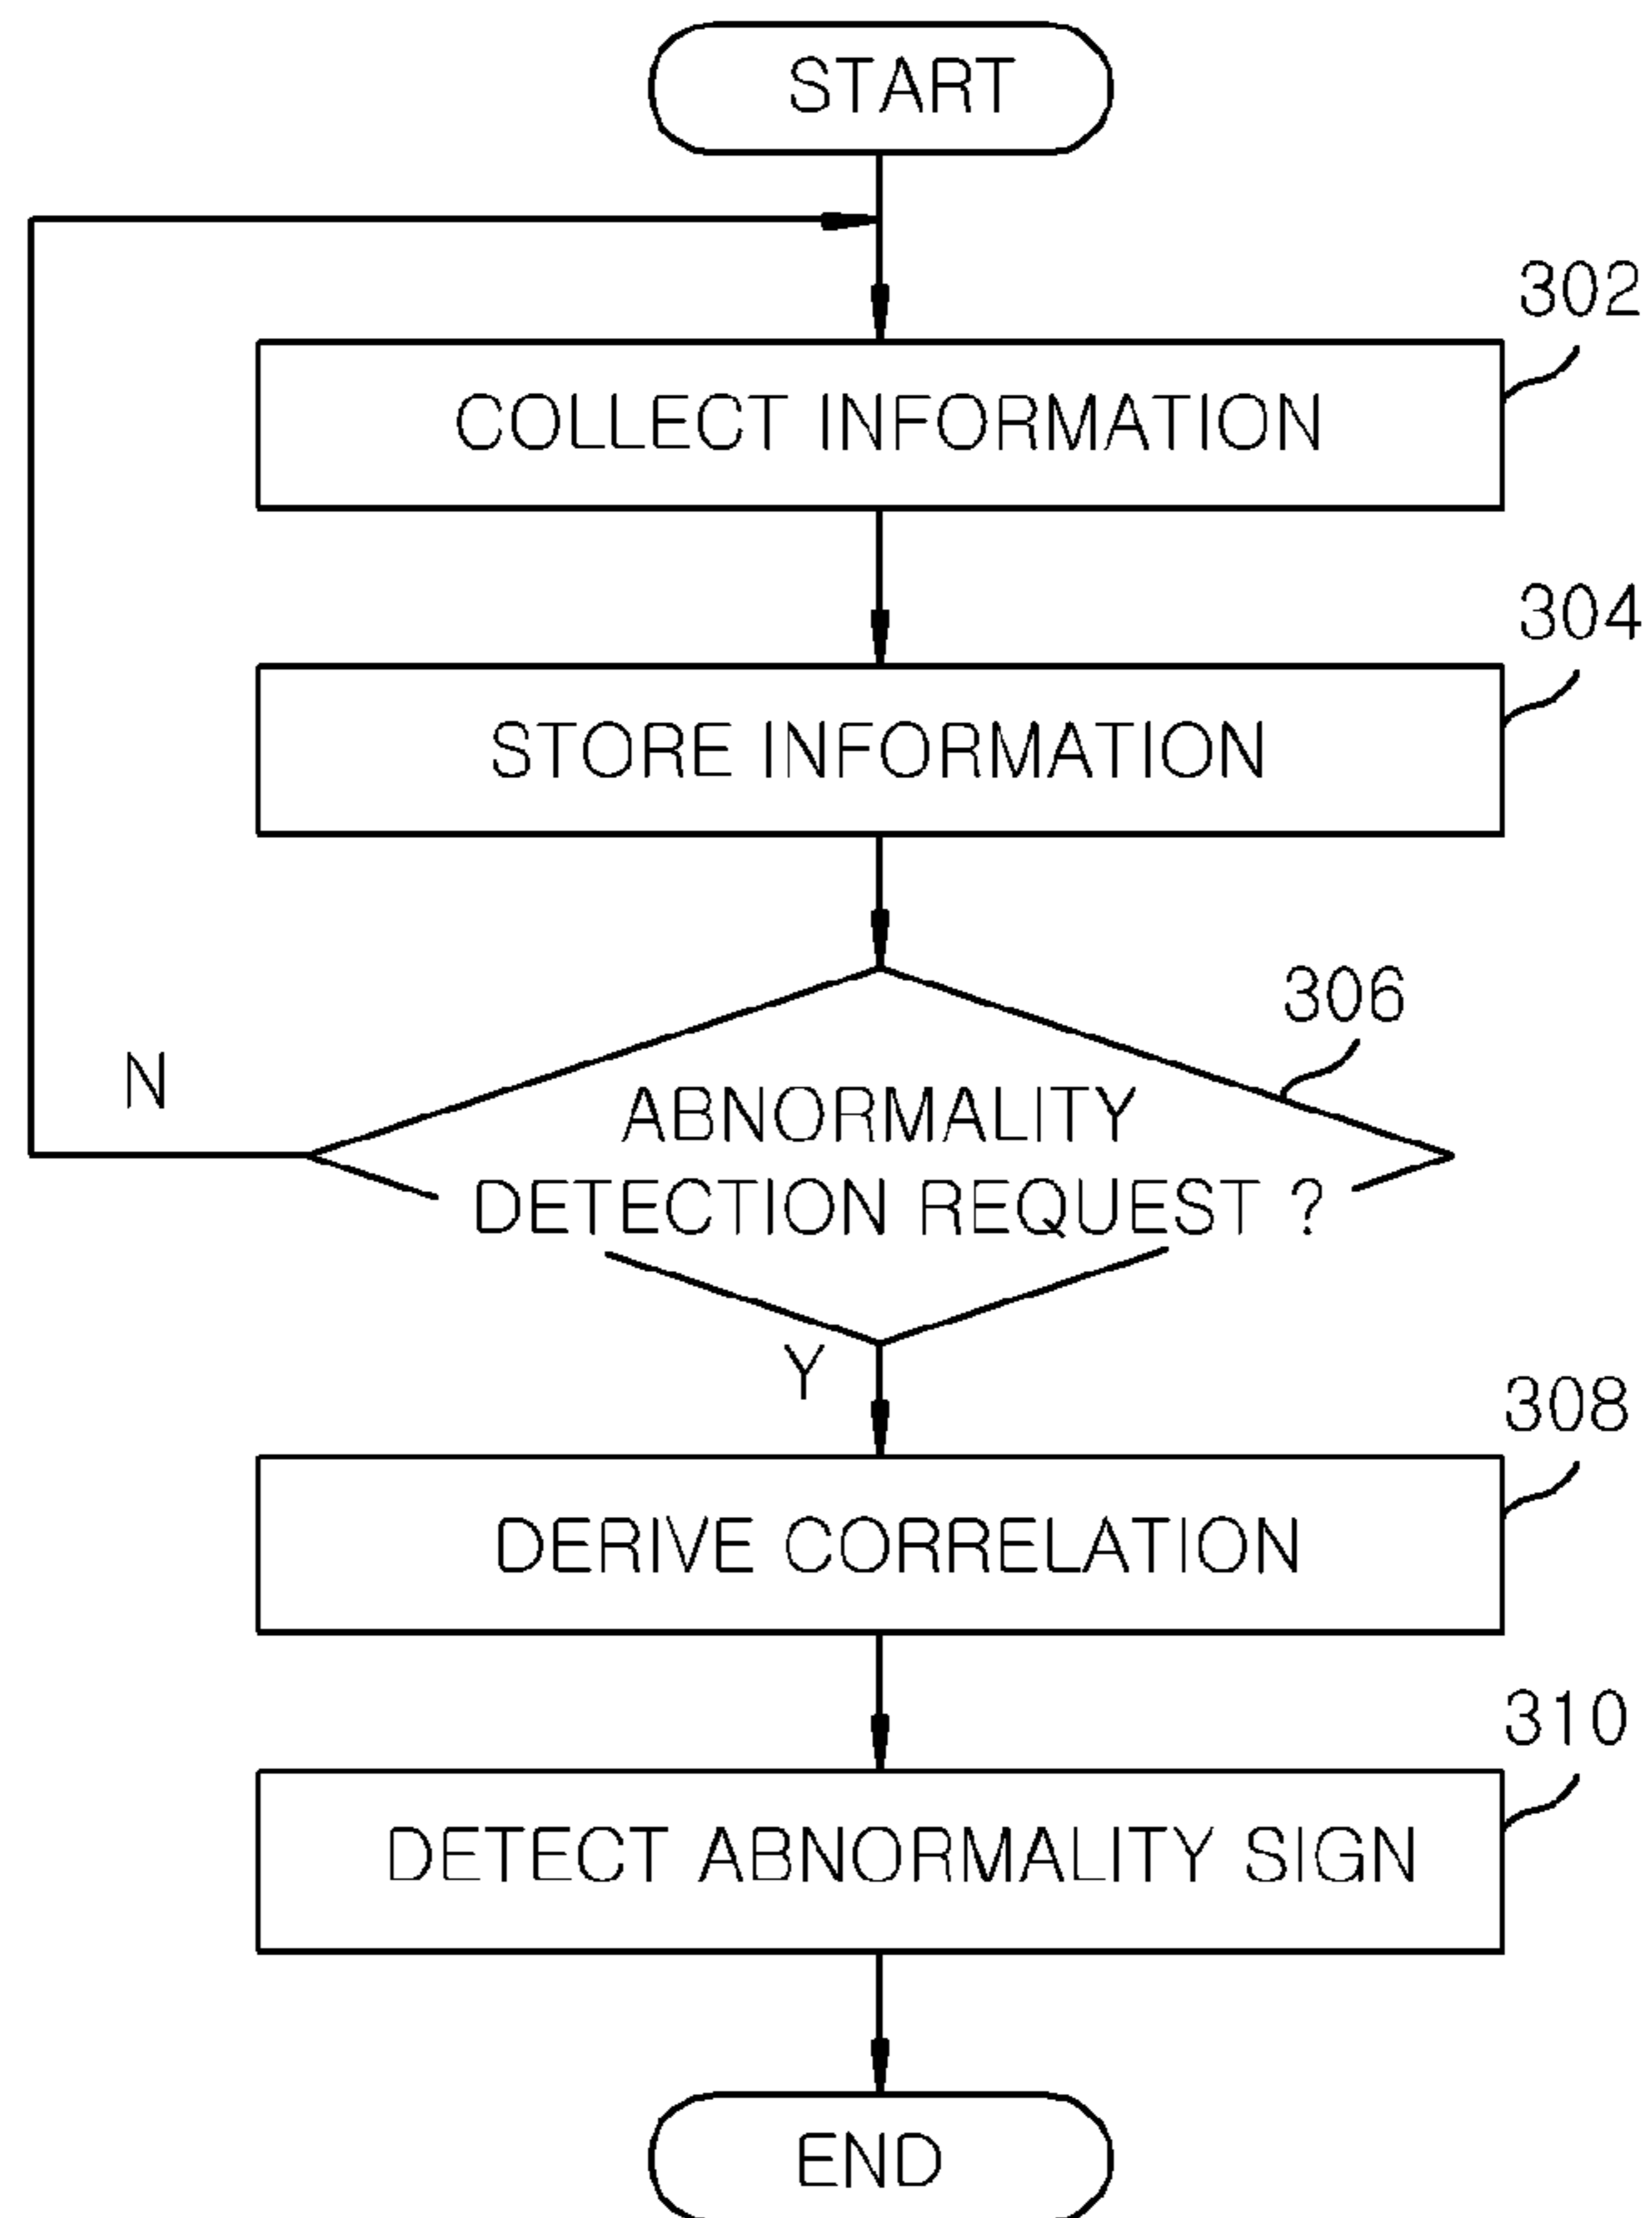 START
302
COLLECT INFORMATION
304
STORE INFORMATION
306
N
ABNORMALITY
DETECTION REQUEST ?
Y
308
DERIVE CORRELATION
310
DETECT ABNORMALITY SIGN
END